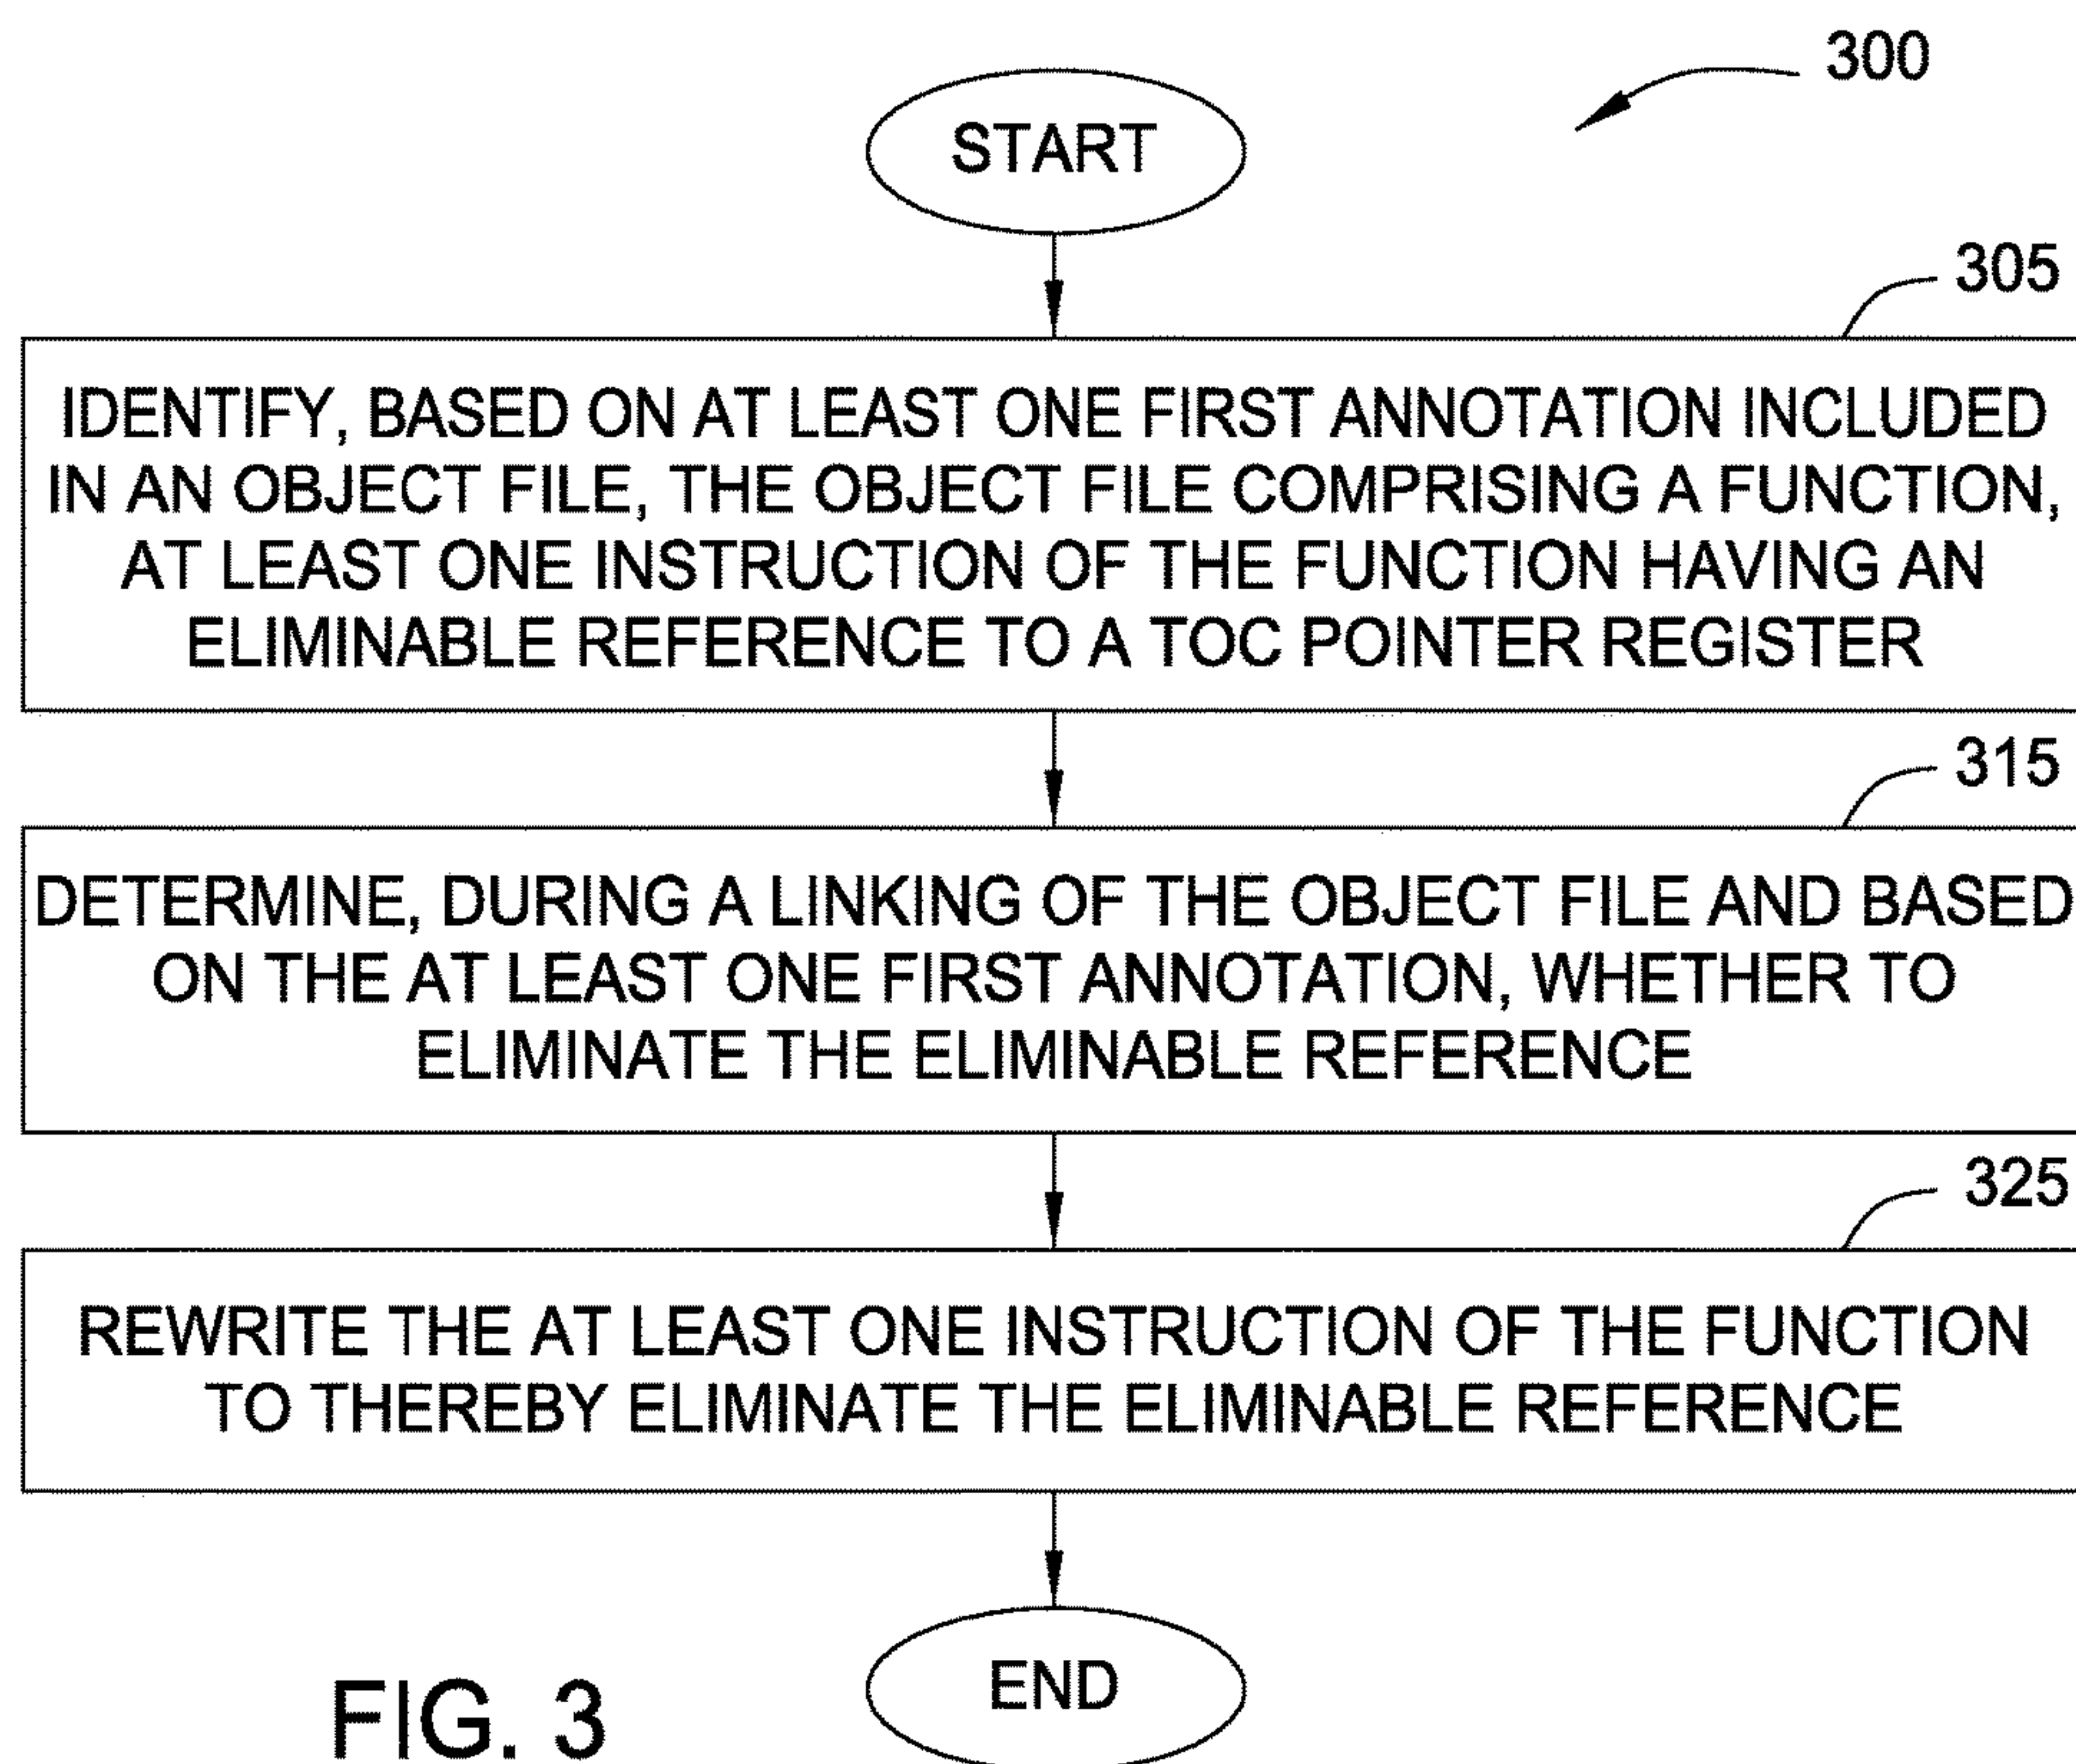 300
START
305
IDENTIFY, BASED ON AT LEAST ONE FIRST ANNOTATION INCLUDED
IN AN OBJECT FILE, THE OBJECT FILE COMPRISING A FUNCTION,
AT LEAST ONE INSTRUCTION OF THE FUNCTION HAVING AN
ELIMINABLE REFERENCE TO A TOC POINTER REGISTER
315
DETERMINE, DURING A LINKING OF THE OBJECT FILE AND BASED
ON THE AT LEAST ONE FIRST ANNOTATION, WHETHER TO
ELIMINATE THE ELIMINABLE REFERENCE
325
REWRITE THE AT LEAST ONE INSTRUCTION OF THE FUNCTION
TO THEREBY ELIMINATE THE ELIMINABLE REFERENCE
END
FIG. 3